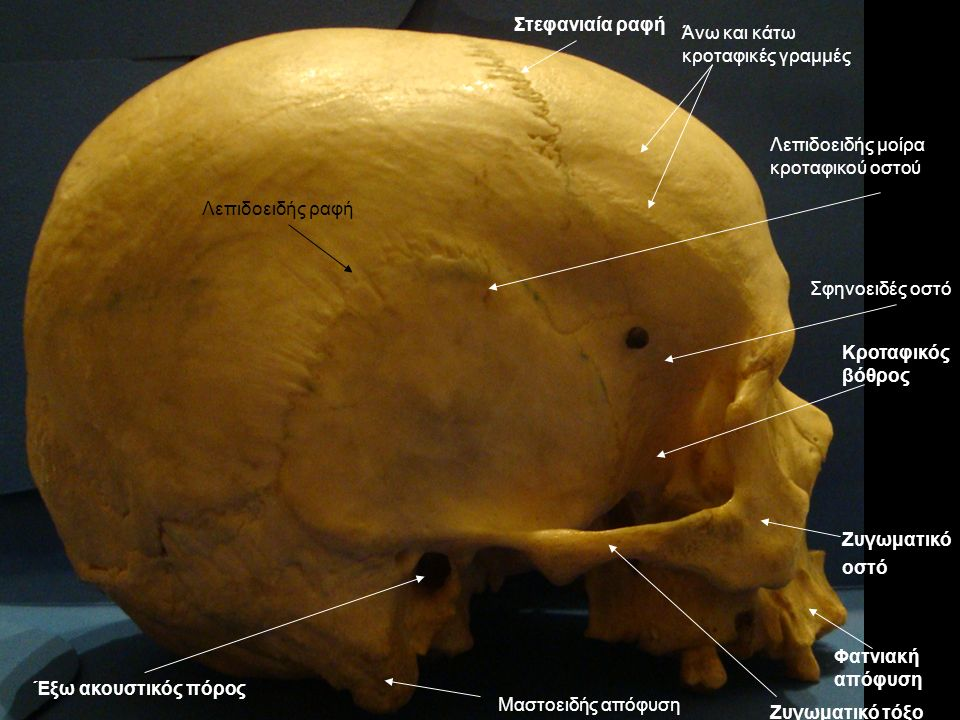 Στεφανιαία ραφή
Άνω και κάτω
κροταφικές γραμμές
Λεπιδοειδής μοίρα
κροταφικού οστού
Λεπιδοειδής ραφή
Σφηνοειδές οστό
Κροταφικός
βόθρος
Ζυγωματικό
οστό
Φατνιακή
απόφυση
Έξω ακουστικός πόρος
Μαστοειδής απόφυση
Ζυγωματικό τόξο